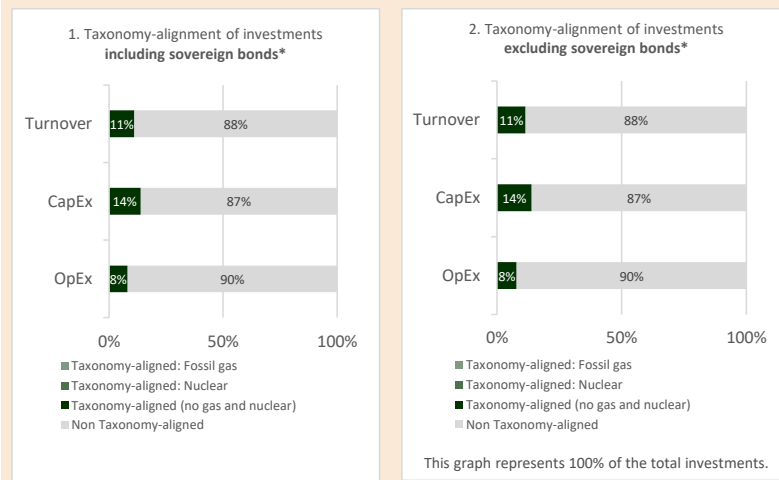 1. Taxonomy-alignment of investments
including sovereign bonds*
Turnover
11%
88%
CapEx
14%
87%
OpEx
8%
90%
0%
50%
100%
Taxonomy-aligned: Fossil gas
Taxonomy-aligned: Nuclear
Taxonomy-aligned (no gas and nuclear)
Non Taxonomy-aligned
2. Taxonomy-alignment of investments
excluding sovereign bonds*
Turnover
11%
88%
CapEx
14%
87%
OpEx
8%
90%
0%
50%
100%
Taxonomy-aligned: Fossil gas
Taxonomy-aligned: Nuclear
Taxonomy-aligned (no gas and nuclear)
Non Taxonomy-aligned
This graph represents 100% of the total investments.